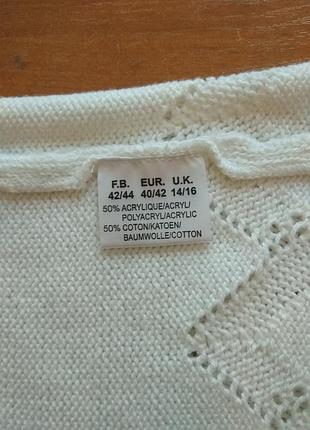 F.B. EUR. U.K.
42/44 40/42 14/16
50% ACRYLIQUE/ACRYL/
POLYACRYL/ACRYLIC
50% COTON/KATOEN/
BAUMWOLLE/COTTON